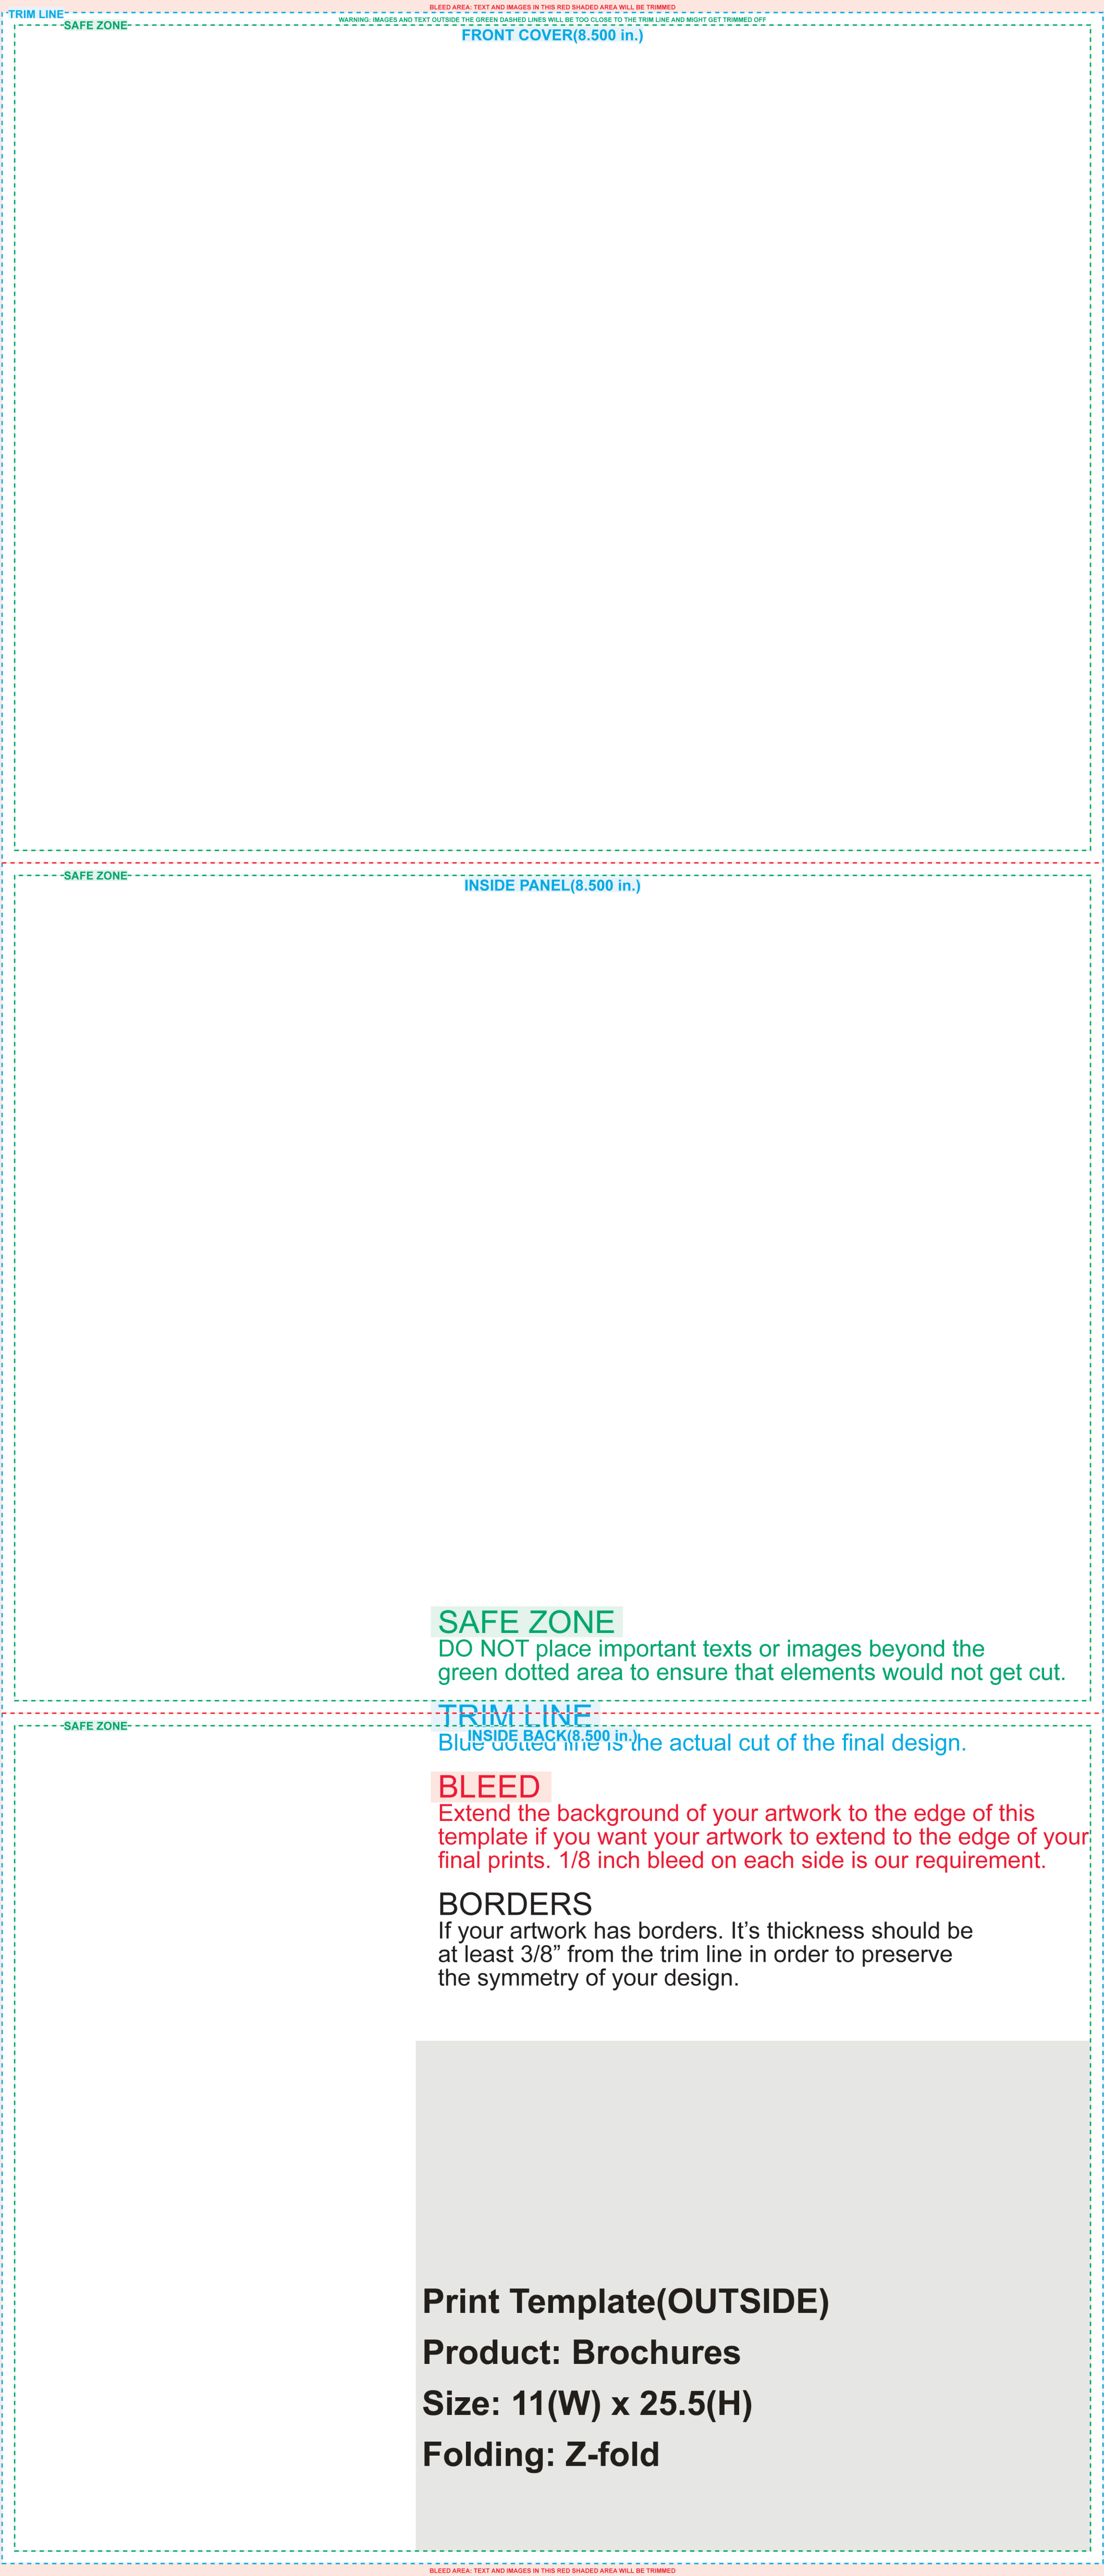 BLEED AREA: TEXT AND IMAGES IN THIS RED SHADED AREA WILL BE TRIMMED
TRIM LINE
WARNING: IMAGES AND TEXT OUTSIDE THE GREEN DASHED LINES WILL BE TOO CLOSE TO THE TRIM LINE AND MIGHT GET TRIMMED OFF
SAFE ZONE
FRONT COVER(8.500 in.)
SAFE ZONE
INSIDE PANEL(8.500 in.)
SAFE ZONE
DO NOT place important texts or images beyond the
green dotted area to ensure that elements would not get cut.
TRIM LINE
SAFE ZONE
INSIDE BACK(8.500 in.)
Blue dotted line is the actual cut of the final design.
BLEED
Extend the background of your artwork to the edge of this
template if you want your artwork to extend to the edge of your
final prints. 1/8 inch bleed on each side is our requirement.
BORDERS
If your artwork has borders. It’s thickness should be
at least 3/8” from the trim line in order to preserve
the symmetry of your design.
Print Template(OUTSIDE)
Product: Brochures
Size: 11(W) x 25.5(H)
Folding: Z-fold
BLEED AREA: TEXT AND IMAGES IN THIS RED SHADED AREA WILL BE TRIMMED